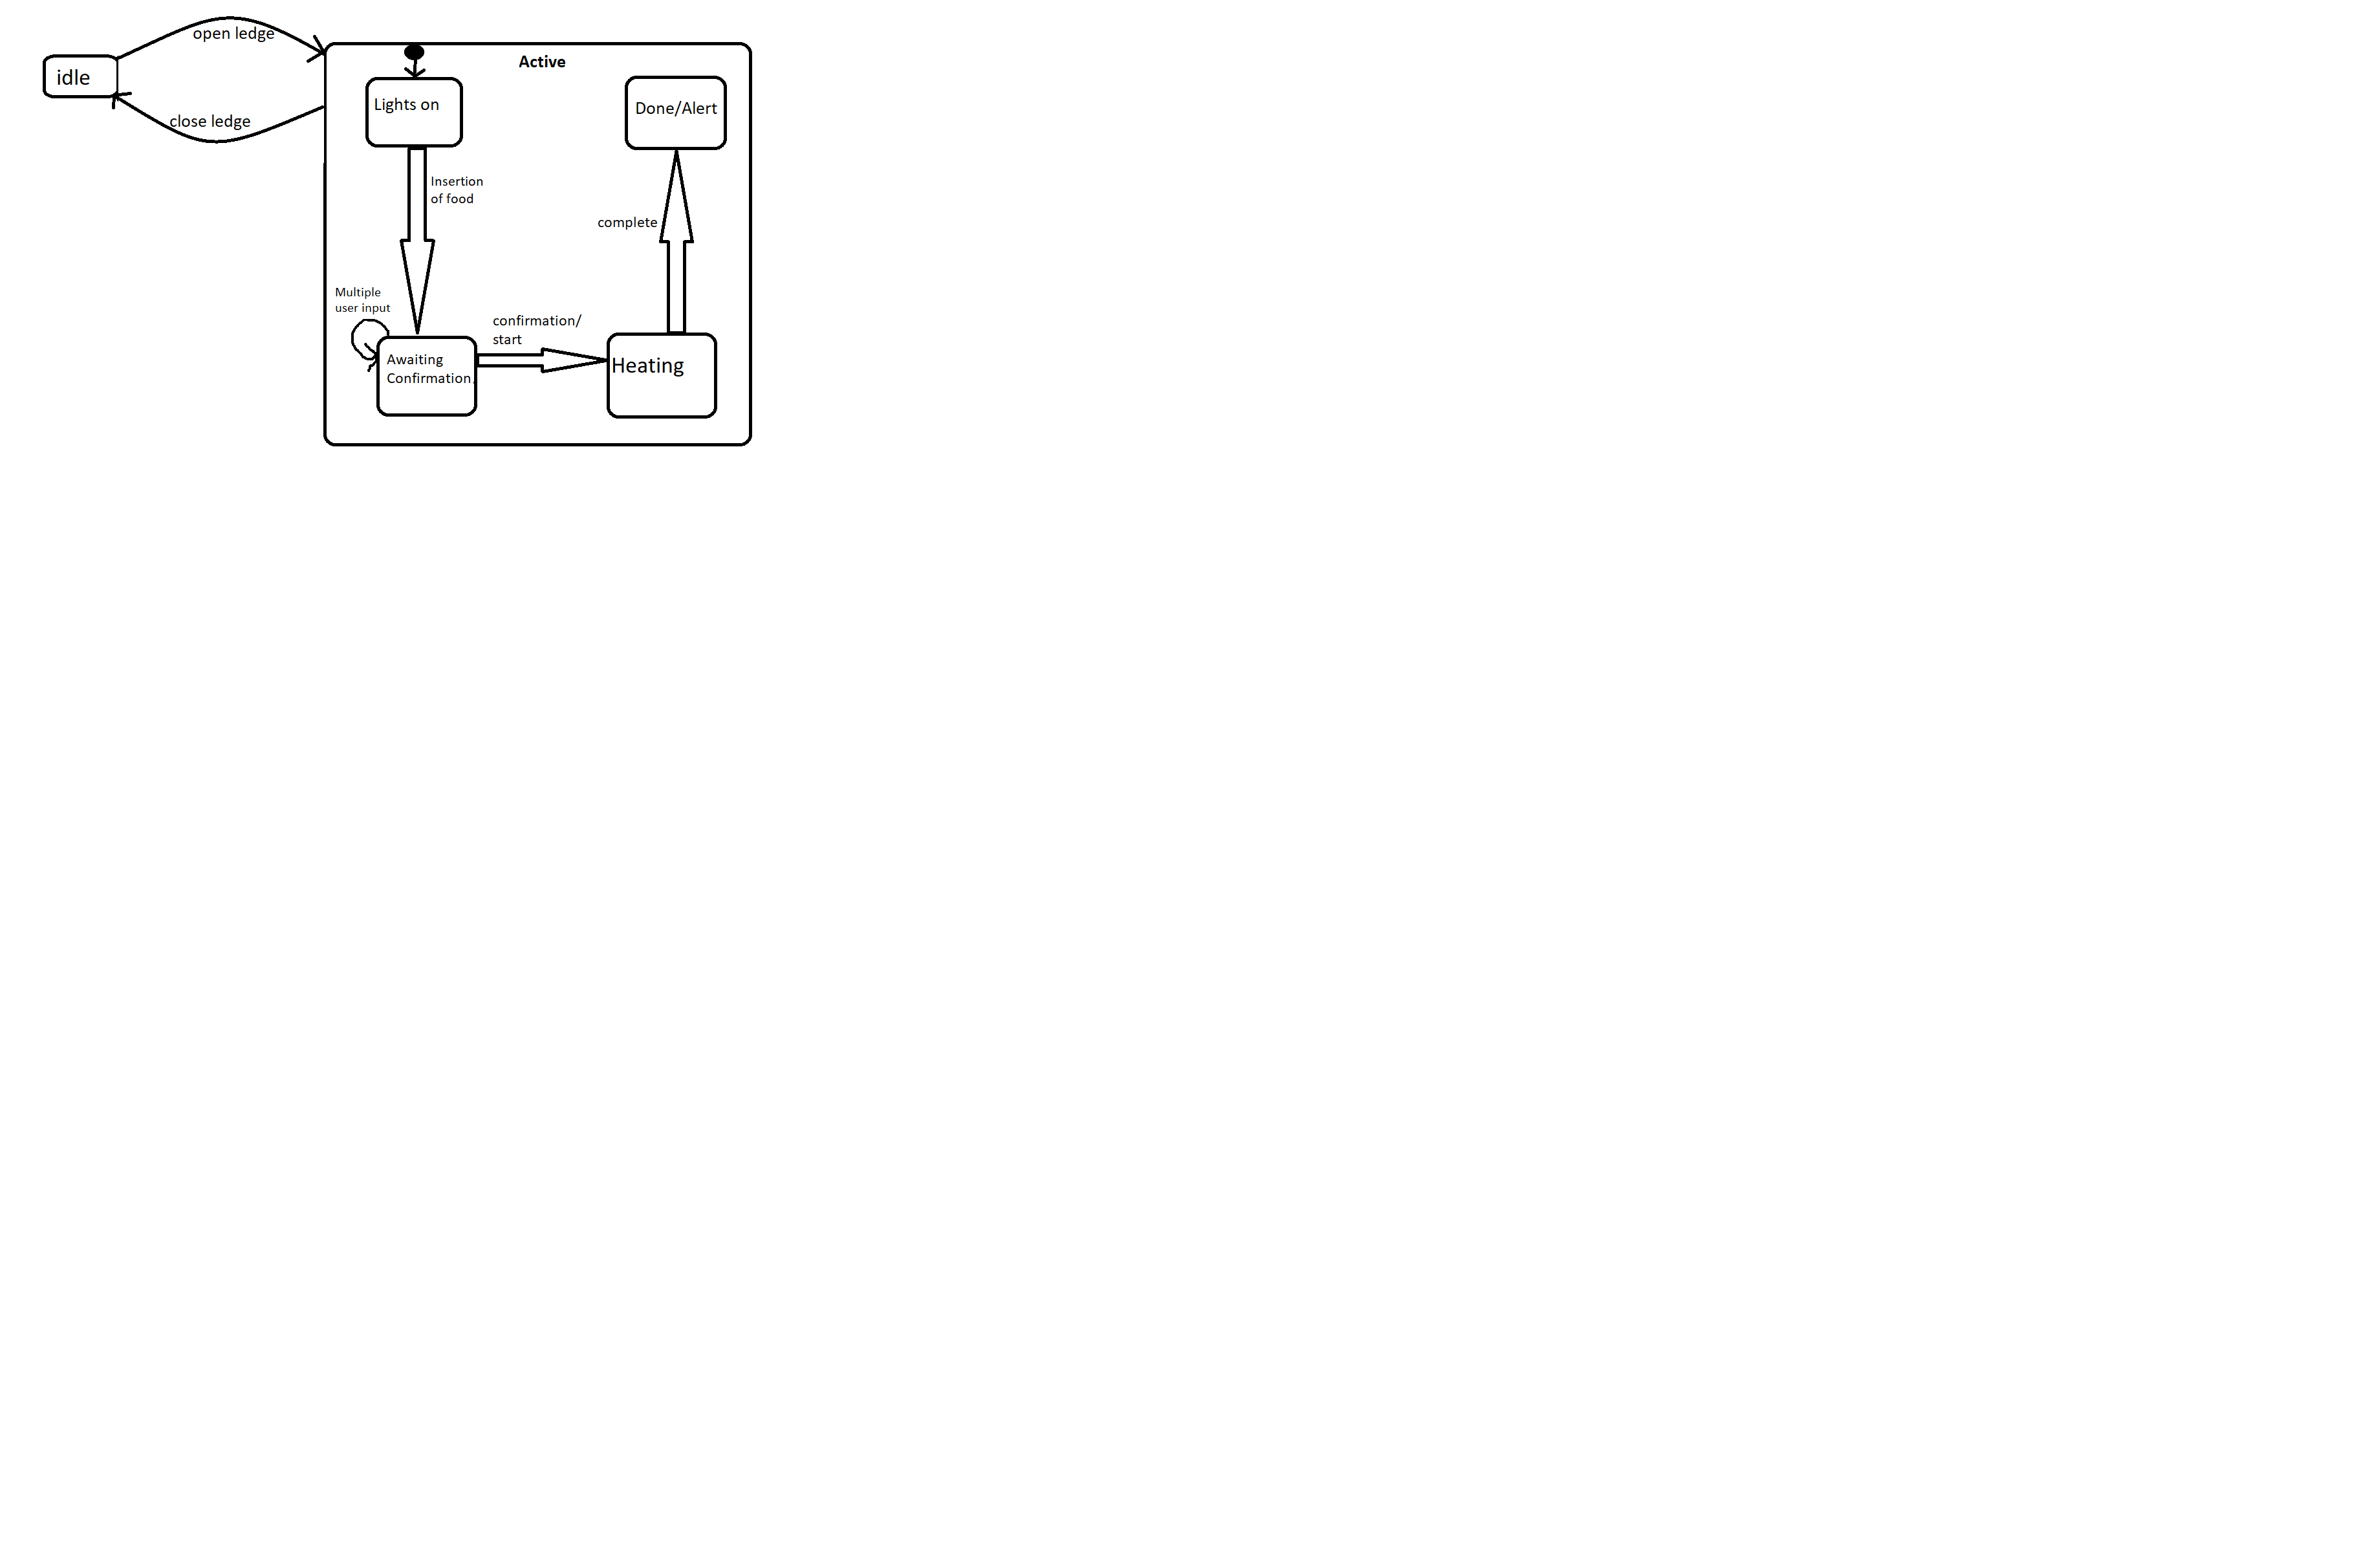 open ledge
idle
close ledge
Active
Lights on
Done/Alert
Insertion
of food
complete
Multiple
user input
confirmation/
start
Awaiting
Confirmation.
Heating